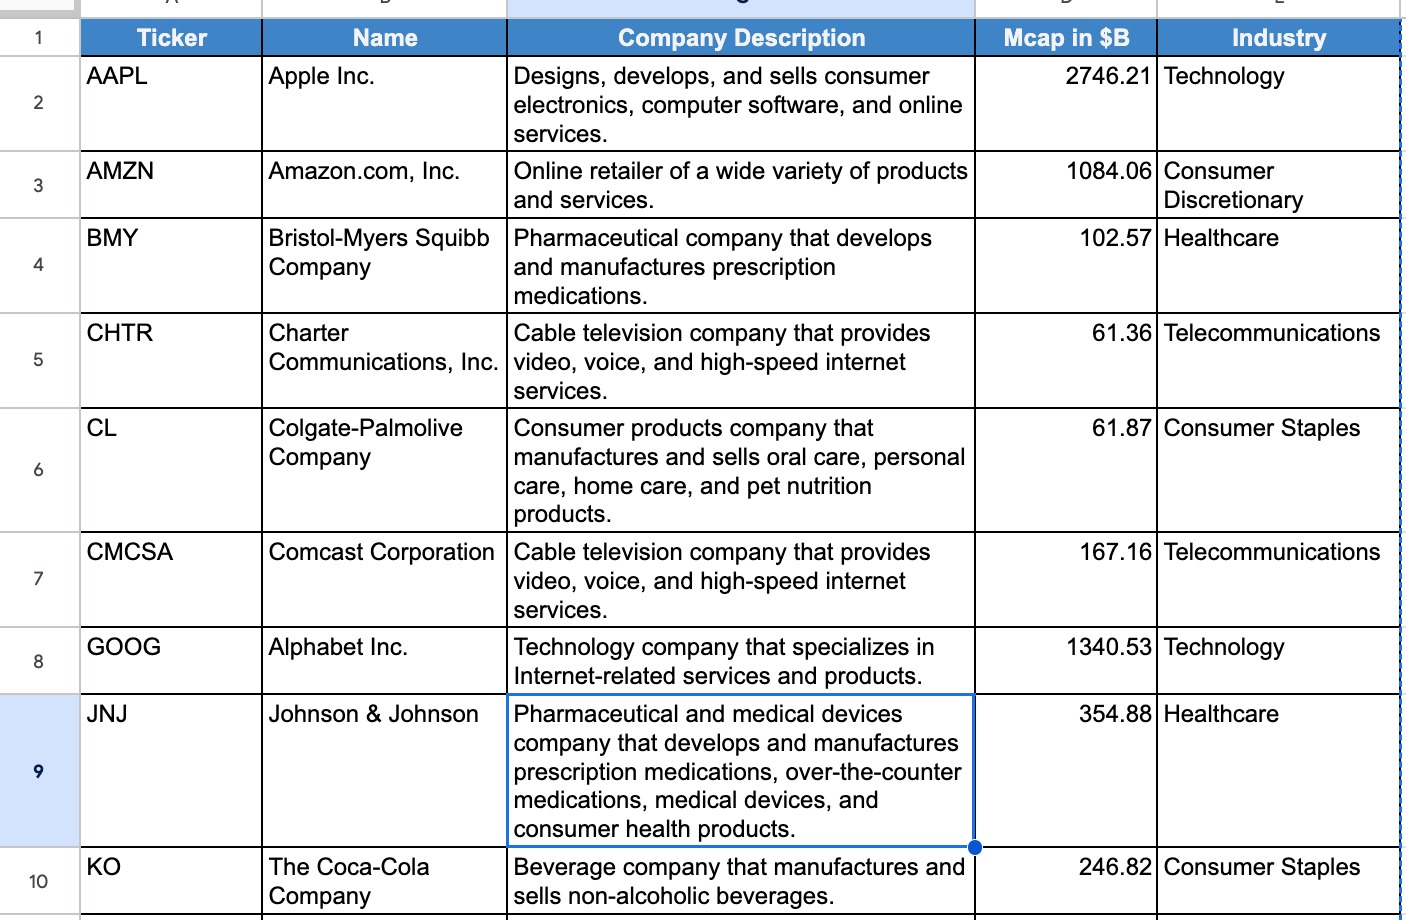 1 Ticker Name Company Description Mcap in $B Industry
2 AAPL Apple Inc. Designs, develops, and sells consumer electronics, computer software, and online services. 2746.21 Technology
3 AMZN Amazon.com, Inc. Online retailer of a wide variety of products and services. 1084.06 Consumer Discretionary
4 BMY Bristol-Myers Squibb Company Pharmaceutical company that develops and manufactures prescription medications. 102.57 Healthcare
5 CHTR Charter Communications, Inc. Cable television company that provides video, voice, and high-speed internet services. 61.36 Telecommunications
6 CL Colgate-Palmolive Company Consumer products company that manufactures and sells oral care, personal care, home care, and pet nutrition products. 61.87 Consumer Staples
7 CMCSA Comcast Corporation Cable television company that provides video, voice, and high-speed internet services. 167.16 Telecommunications
8 GOOG Alphabet Inc. Technology company that specializes in Internet-related services and products. 1340.53 Technology
9 JNJ Johnson & Johnson Pharmaceutical and medical devices company that develops and manufactures prescription medications, over-the-counter medications, medical devices, and consumer health products. 354.88 Healthcare
10 KO The Coca-Cola Company Beverage company that manufactures and sells non-alcoholic beverages. 246.82 Consumer Staples